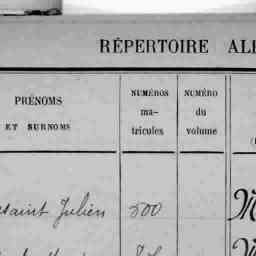 RÉPERTOIRE AL
PRÉNOMS
ET SURNOMS
NUMÉROS
ma-
tricules
NUMÉRO
du
volume
saint Julien 500